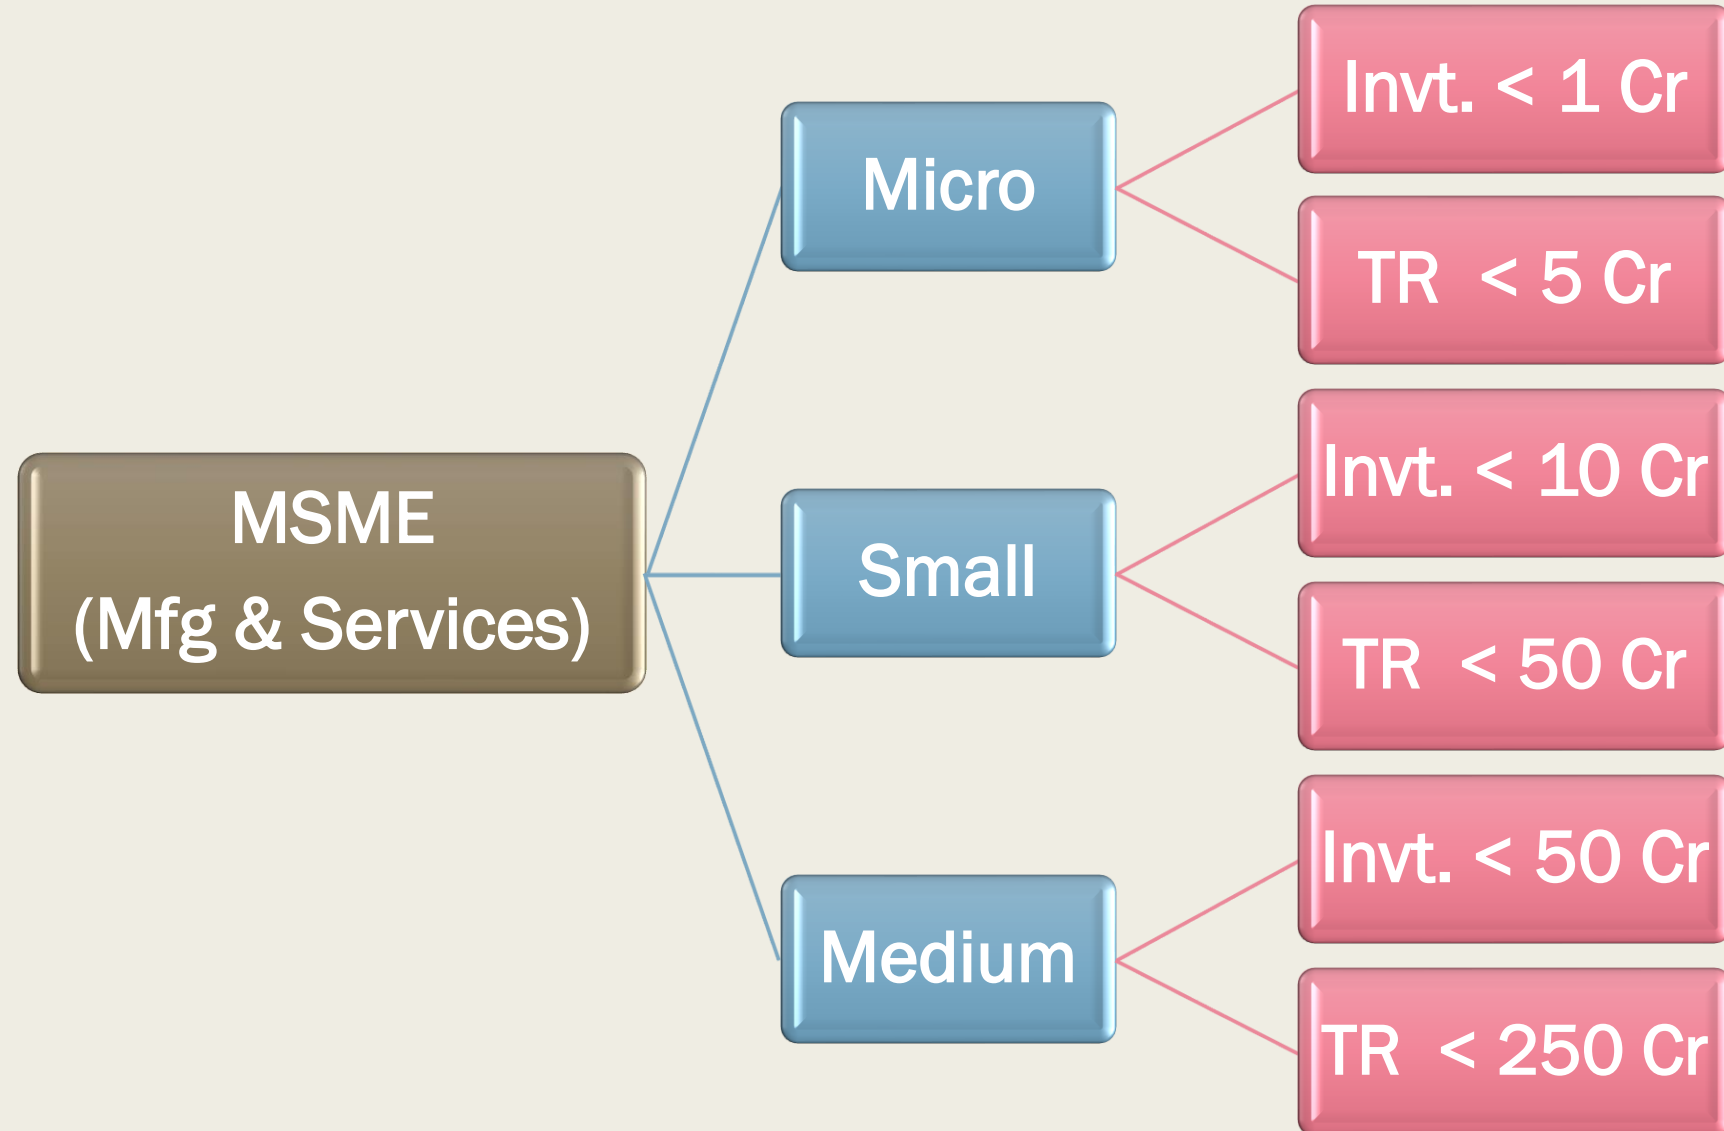 MSME
(Mfg & Services)
Micro
Invt. < 1 Cr
TR < 5 Cr
Small
Invt. < 10 Cr
TR < 50 Cr
Medium
Invt. < 50 Cr
TR < 250 Cr